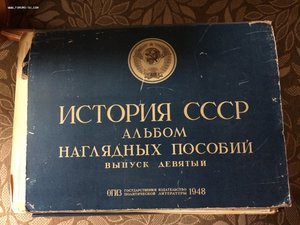 ИСТОРИЯ СССР
АЛЬБОМ
НАГЛЯДНЫХ ПОСОБИЙ
ВЫПУСК ДЕВЯТЫЙ
ОГИЗ ГОСУДАРСТВЕННОЕ ИЗДАТЕЛЬСТВО ПОЛИТИЧЕСКОЙ ЛИТЕРАТУРЫ 1948